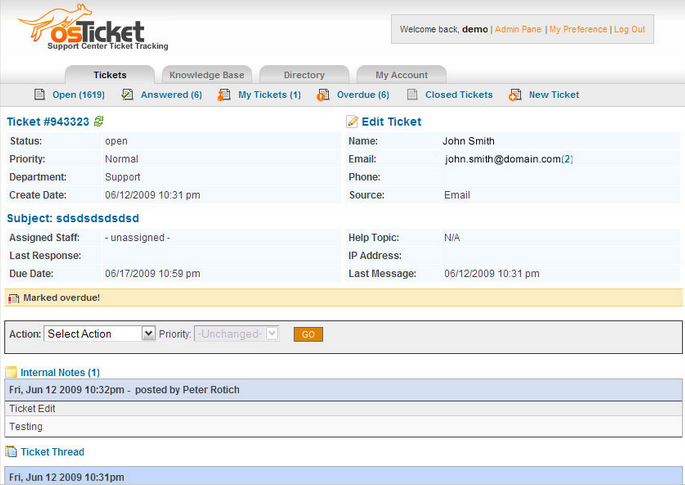 osTicket
Support Center Ticket Tracking
Welcome back, demo | Admin Panel | My Preference | Log Out
Tickets Knowledge Base Directory My Account
Open (1619) Answered (6) My Tickets (1) Overdue (6) Closed Tickets New Ticket
Ticket #943323 Edit Ticket
Status: open Name: John Smith
Priority: Normal Email: john.smith@domain.com(2)
Department: Support Phone:
Create Date: 06/12/2009 10:31 pm Source: Email
Subject: sdsdsdsdsdsd
Assigned Staff: - unassigned - Help Topic: N/A
Last Response: IP Address:
Due Date: 06/17/2009 10:59 pm Last Message: 06/12/2009 10:31 pm
Marked overdue!
Action: Select Action Priority: -Unchanged- GO
Internal Notes (1)
Fri, Jun 12 2009 10:32pm - posted by Peter Rotich
Ticket Edit
Testing
Ticket Thread
Fri, Jun 12 2009 10:31pm